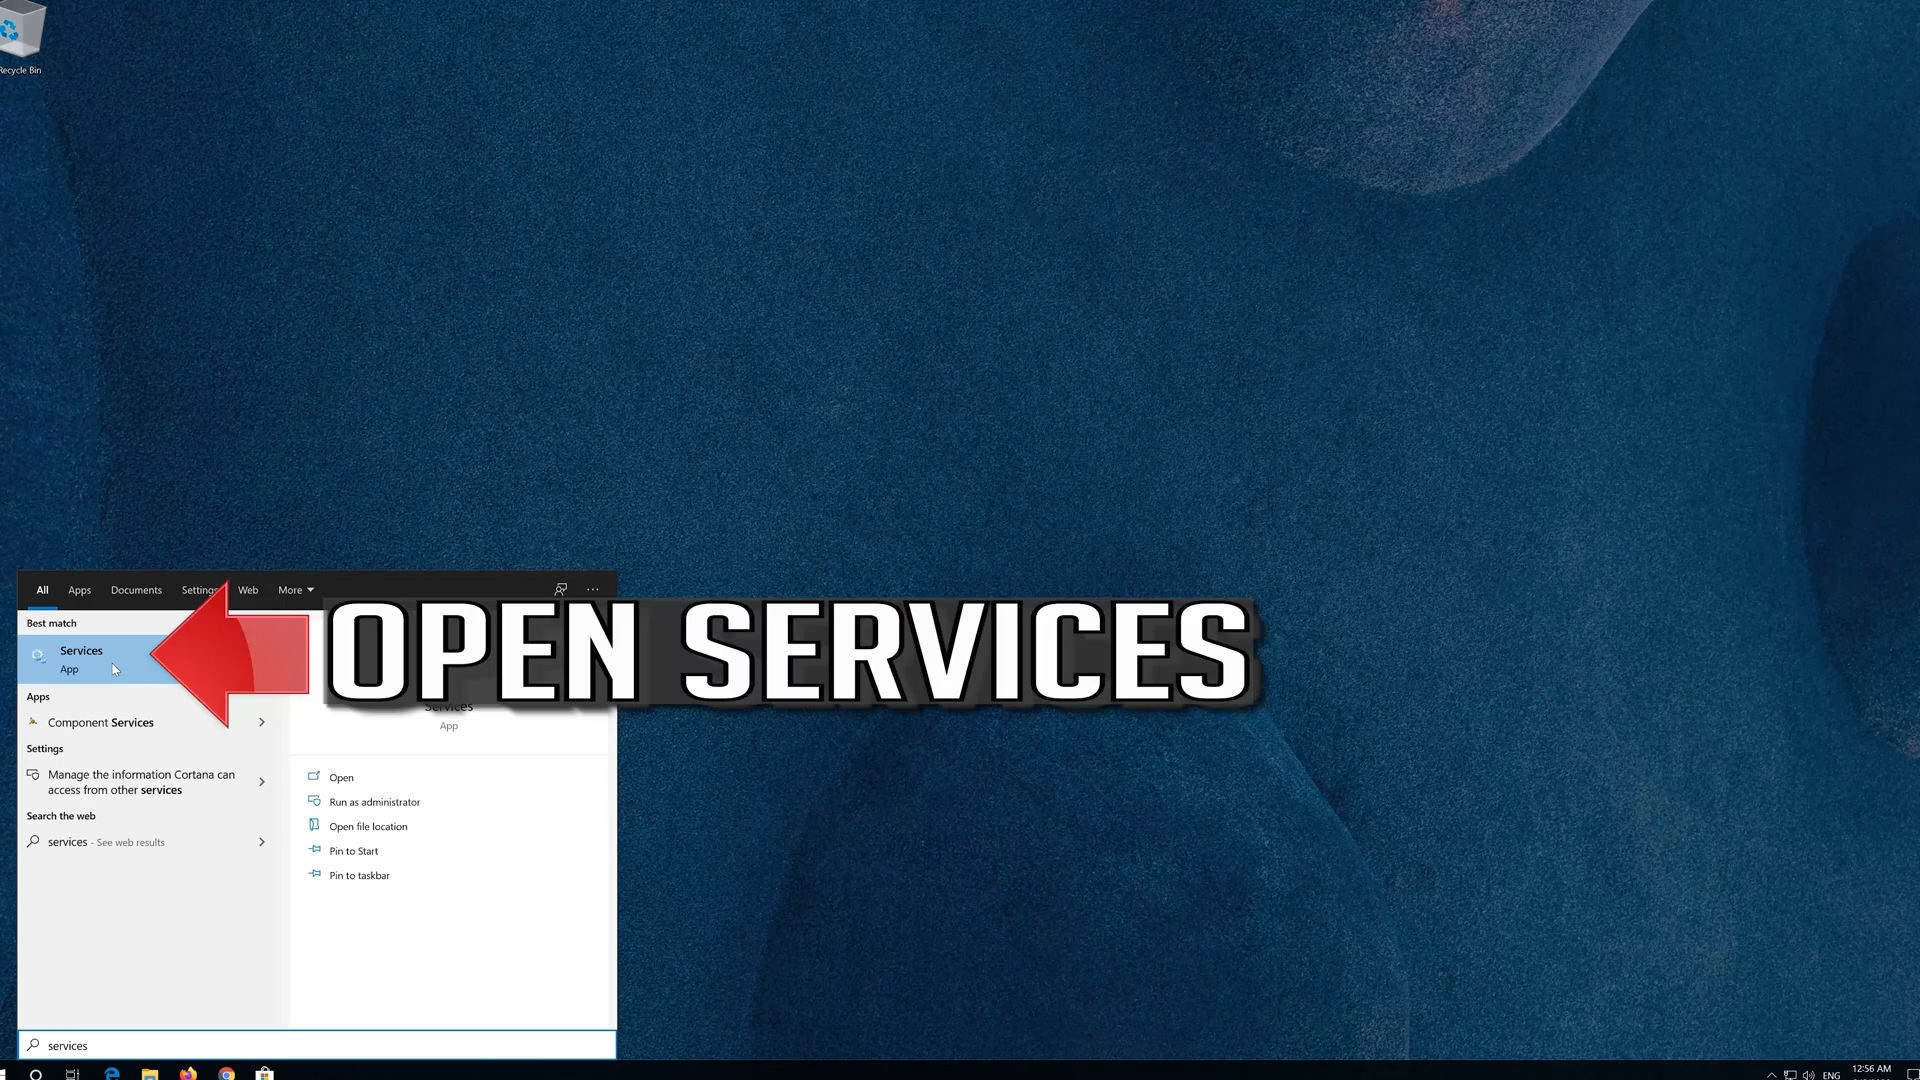 Recycle Bin
All Apps Documents Settings Web More
Best match
Services
App
OPEN SERVICES
Apps
Component Services
Settings
Manage the information Cortana can
access from other services
Search the web
services - See web results
Services
App
Open
Run as administrator
Open file location
Pin to Start
Pin to taskbar
services
ENG
12:56 AM